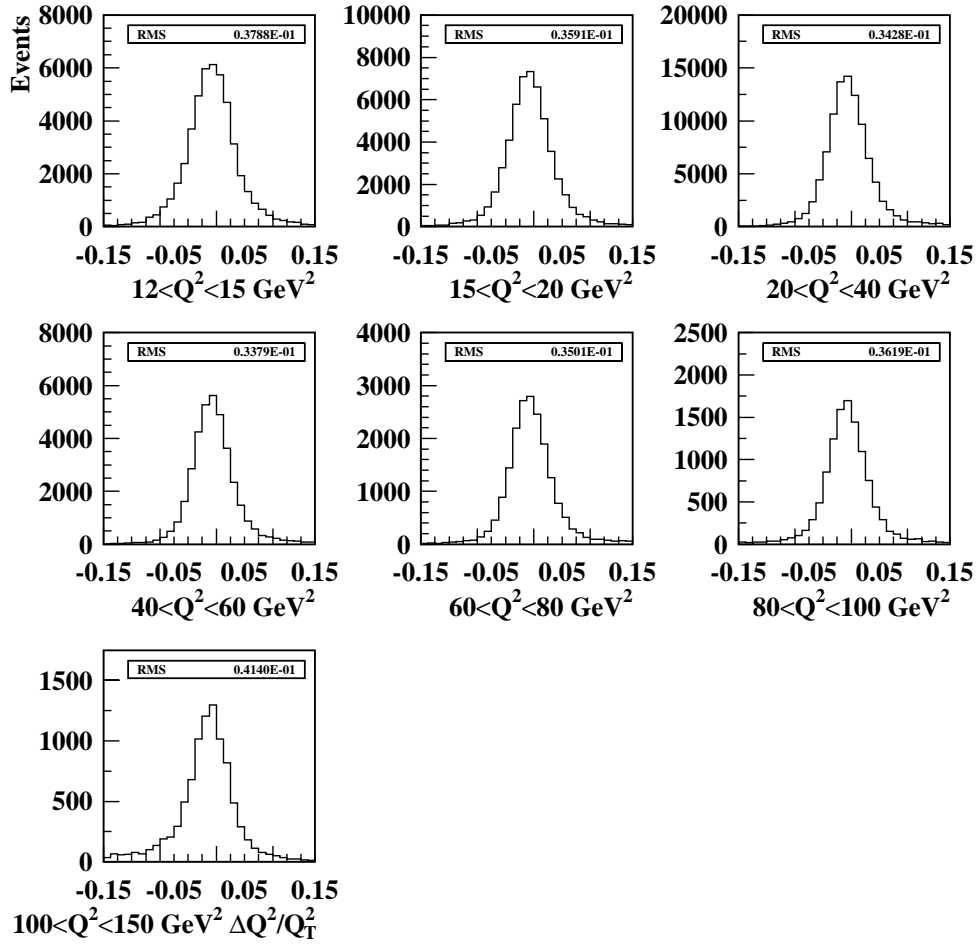 Events
RMS 0.3788E-01
8000
6000
4000
2000
0
-0.15 -0.05 0.05 0.15
12<Q²<15 GeV²
RMS 0.3591E-01
10000
8000
6000
4000
2000
0
-0.15 -0.05 0.05 0.15
15<Q²<20 GeV²
RMS 0.3428E-01
20000
15000
10000
5000
0
-0.15 -0.05 0.05 0.15
20<Q²<40 GeV²
RMS 0.3379E-01
8000
6000
4000
2000
0
-0.15 -0.05 0.05 0.15
40<Q²<60 GeV²
RMS 0.3501E-01
4000
3000
2000
1000
0
-0.15 -0.05 0.05 0.15
60<Q²<80 GeV²
RMS 0.3619E-01
2500
2000
1500
1000
500
0
-0.15 -0.05 0.05 0.15
80<Q²<100 GeV²
RMS 0.4140E-01
1500
1000
500
0
-0.15 -0.05 0.05 0.15
100<Q²<150 GeV² ΔQ²/Q²_T